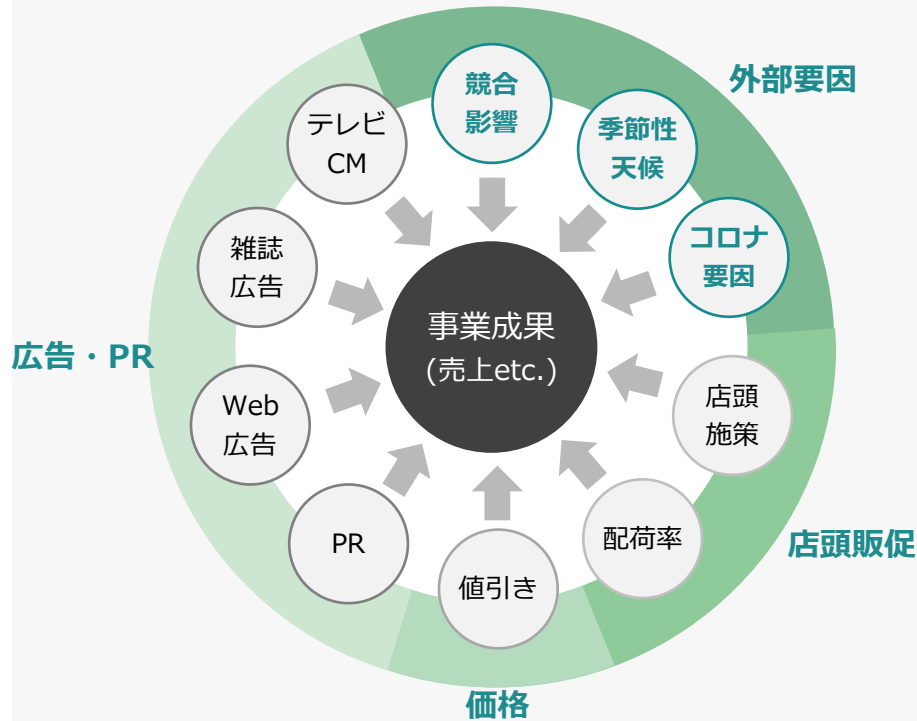 外部要因
競合
影響
季節性
天候
コロナ
要因
テレビ
CM
雑誌
広告
Web
広告
PR
広告・PR
事業成果
(売上etc.)
店頭
施策
配荷率
店頭販促
値引き
価格